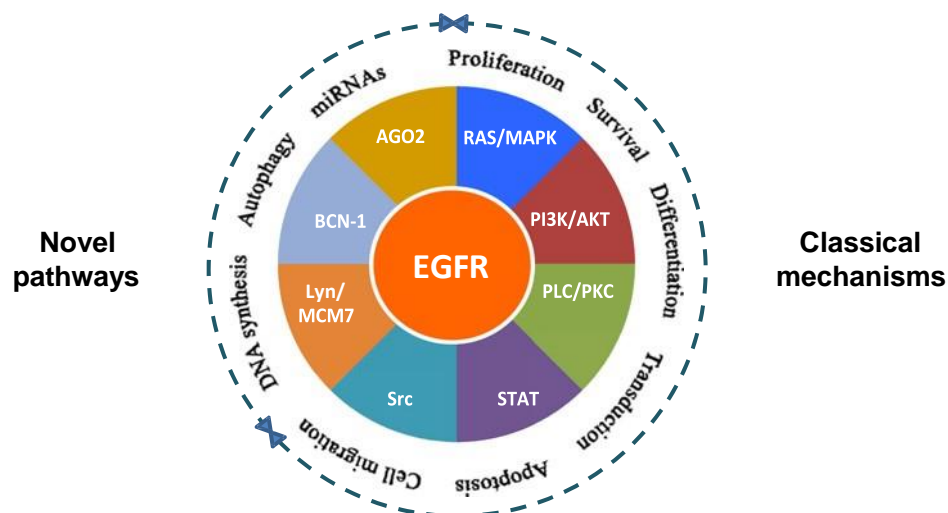 Novel
pathways
Classical
mechanisms
EGFR
RAS/MAPK
PI3K/AKT
PLC/PKC
STAT
Src
Lyn/
MCM7
BCN-1
AGO2
Proliferation
Survival
Differentiation
Transduction
Apoptosis
Cell migration
DNA synthesis
Autophagy
miRNAs